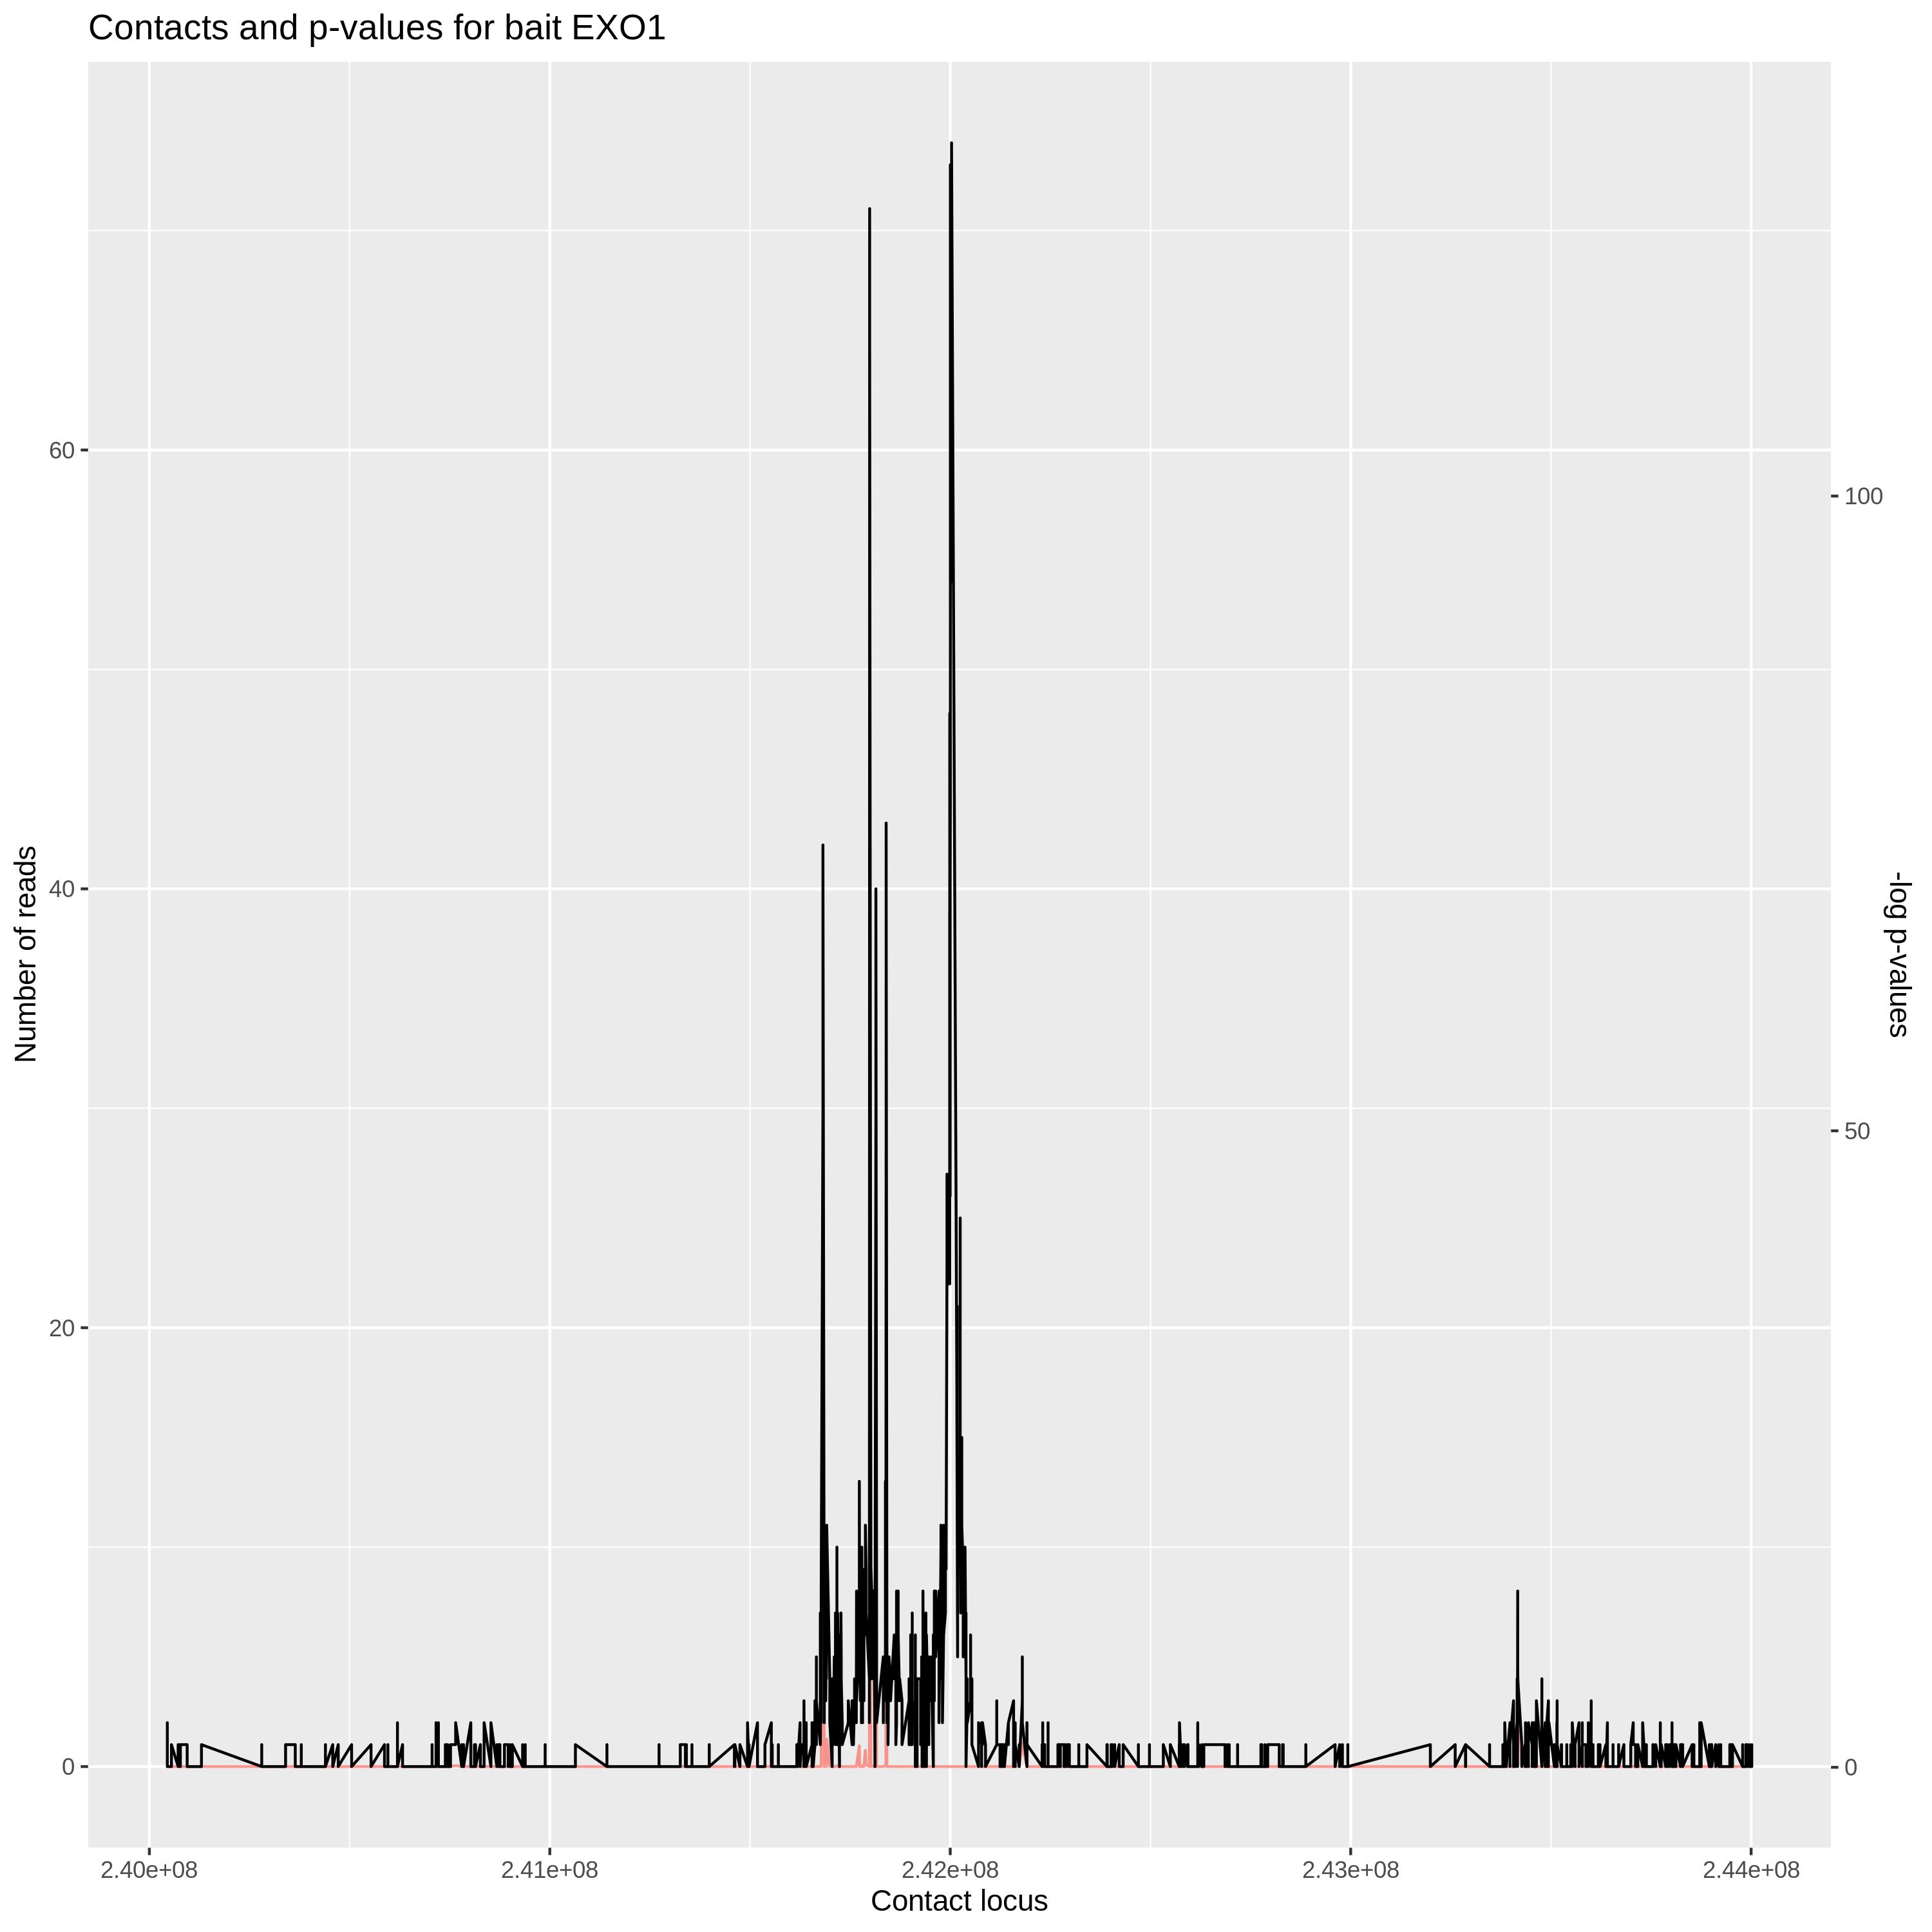 Contacts and p-values for bait EXO1
Number of reads
60
40
20
0
100
50
0
-log p-values
2.40e+08
2.41e+08
2.42e+08
2.43e+08
2.44e+08
Contact locus